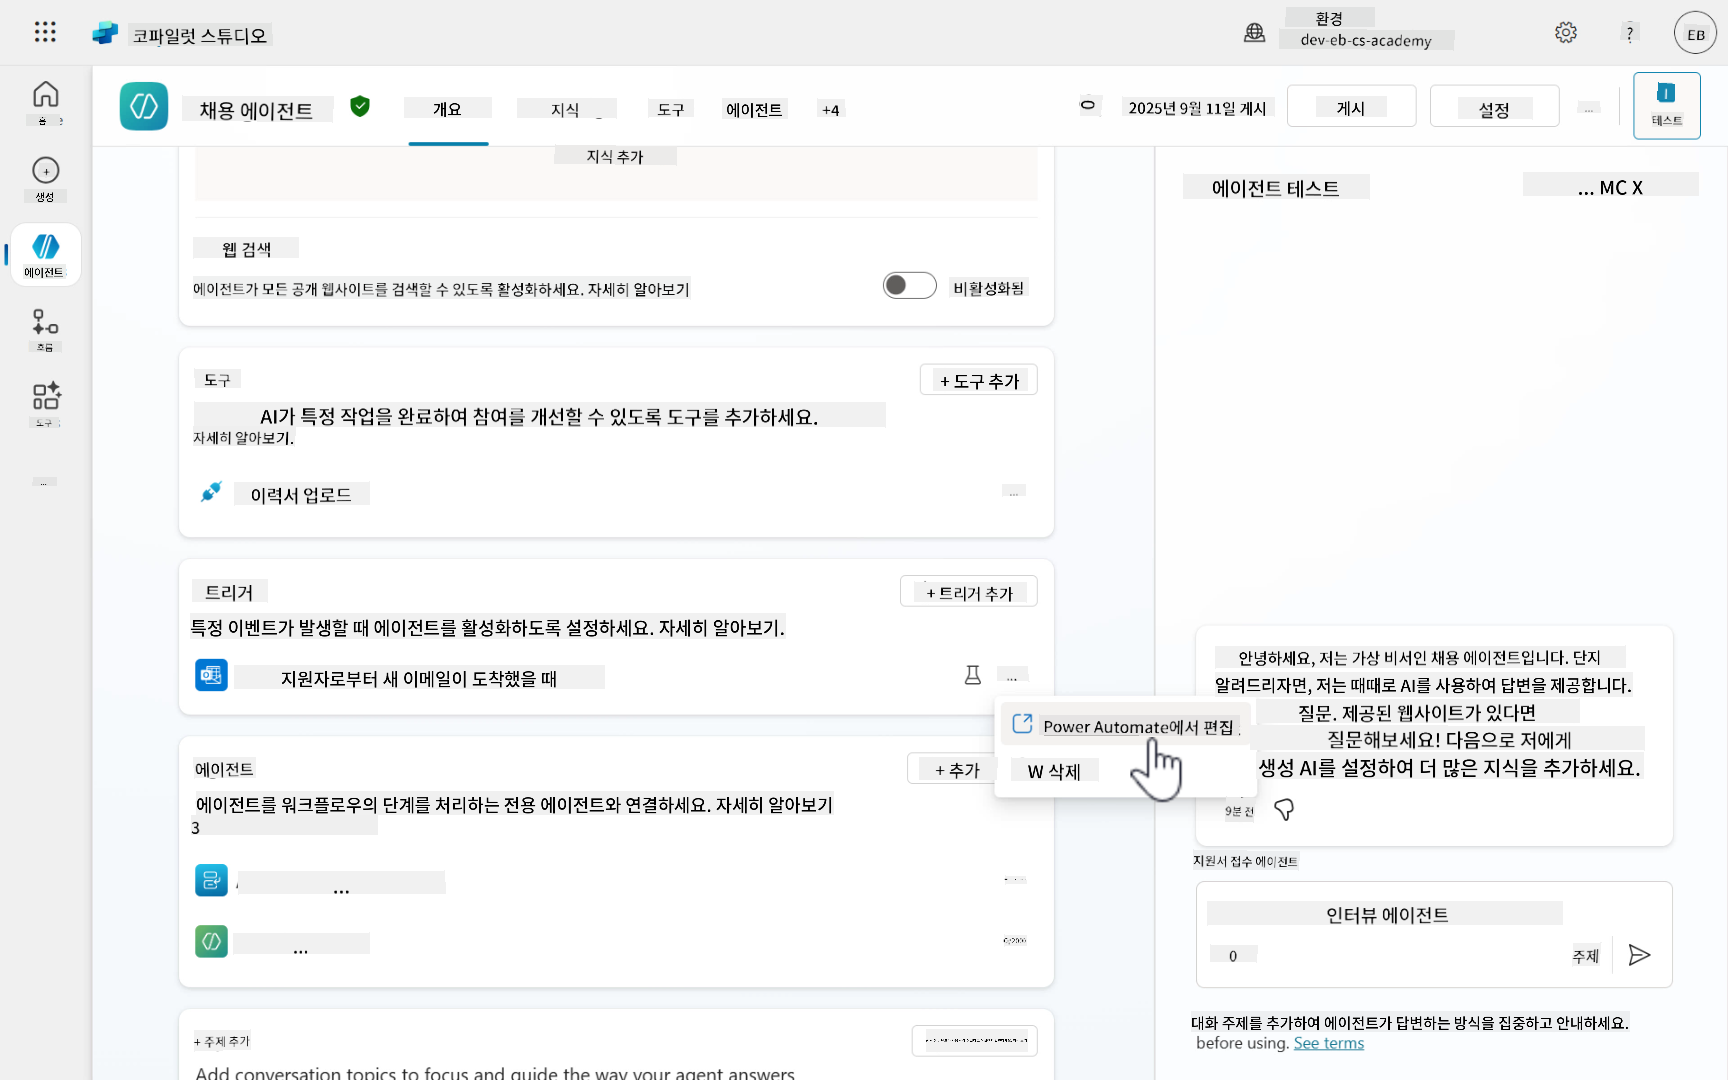 코파일럿 스튜디오
환경
dev-eb-cs-academy
?
EB
홈
생성
에이전트
흐름
도구
...
채용 에이전트
개요
지식
도구
에이전트
+4
2025년 9월 11일 게시
게시
설정
...
테스트
지식 추가
웹 검색
에이전트가 모든 공개 웹사이트를 검색할 수 있도록 활성화하세요. 자세히 알아보기
비활성화됨
도구
+ 도구 추가
AI가 특정 작업을 완료하여 참여를 개선할 수 있도록 도구를 추가하세요.
자세히 알아보기.
이력서 업로드
...
트리거
+ 트리거 추가
특정 이벤트가 발생할 때 에이전트를 활성화하도록 설정하세요. 자세히 알아보기.
지원자로부터 새 이메일이 도착했을 때
...
Power Automate에서 편집
W 삭제
에이전트
+ 추가
에이전트를 워크플로우의 단계를 처리하는 전용 에이전트와 연결하세요. 자세히 알아보기
3
...
...
0/2000
+ 주제 추가
Add conversation topics to focus and guide the way your agent answers
에이전트 테스트
... MC X
안녕하세요, 저는 가상 비서인 채용 에이전트입니다. 단지
알려드리자면, 저는 때때로 AI를 사용하여 답변을 제공합니다.
질문. 제공된 웹사이트가 있다면
질문해보세요! 다음으로 저에게
생성 AI를 설정하여 더 많은 지식을 추가하세요.
9분 전
지원서 접수 에이전트
인터뷰 에이전트
0
주제
대화 주제를 추가하여 에이전트가 답변하는 방식을 집중하고 안내하세요.
before using. See terms